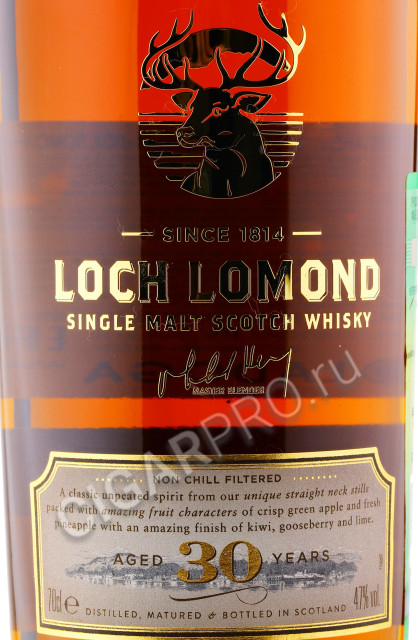 SINCE 1814
LOCH LOMOND
SINGLE MALT SCOTCH WHISKY
MASTER BLENDER
NON CHILL FILTERED
A classic unpeated spirit from our unique straight neck stills
packed with amazing fruit characters of crisp green apple and fresh
pineapple with an amazing finish of kiwi, gooseberry and lime.
AGED 30 YEARS
70cl e
47% vol.
DISTILLED, MATURED & BOTTLED IN SCOTLAND
CIGARPRO.ru